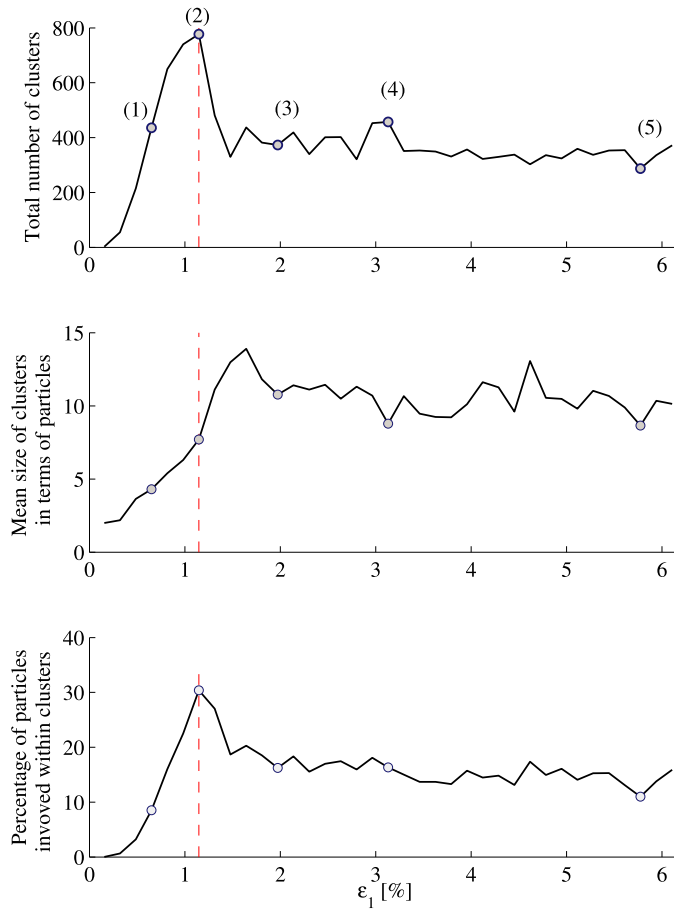 800
600
400
200
0
Total number of clusters
(1)
(2)
(3)
(4)
(5)
0 1 2 3 4 5 6
15
10
5
0
Mean size of clusters
in terms of particles
0 1 2 3 4 5 6
40
30
20
10
0
Percentage of particles
invoved within clusters
0 1 2 3 4 5 6
ε1 [%]